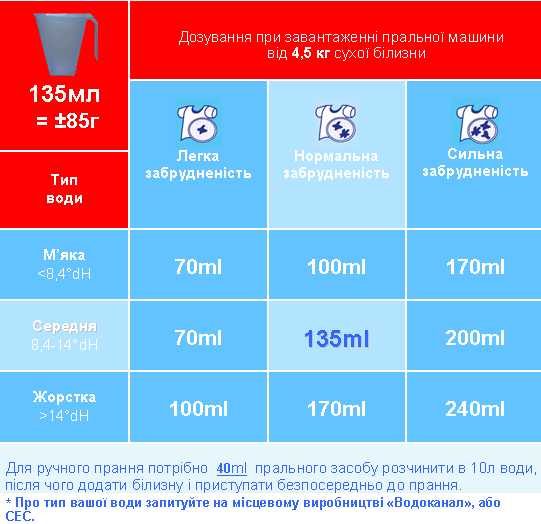 Дозування при завантаженні пральної машини
від 4,5 кг сухої білизни
135мл
= ±85г
Тип
води
Легка
забрудненість
Нормальна
забрудненість
Сильна
забрудненість
М'яка
<8,4°dH
70ml
100ml
170ml
Середня
8,4-14°dH
70ml
135ml
200ml
Жорстка
>14°dH
100ml
170ml
240ml
Для ручного прання потрібно 40ml прального засобу розчинити в 10л води,
після чого додати білизну і приступати безпосередньо до прання.
* Про тип вашої води запитуйте на місцевому виробництві «Водоканал», або
СЕС.